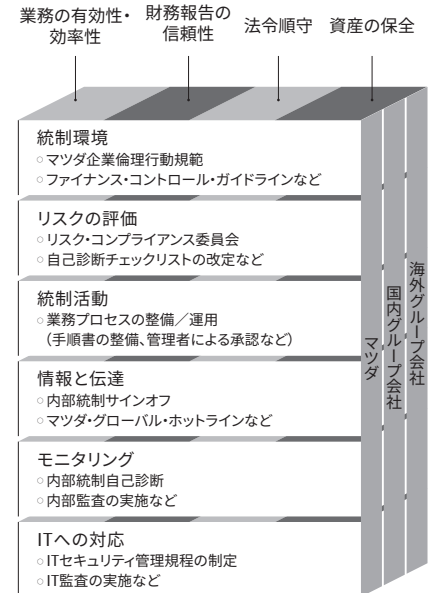 業務の有効性・
効率性
財務報告の
信頼性
法令順守
資産の保全
統制環境
○マツダ企業倫理行動規範
○ファイナンス・コントロール・ガイドラインなど
リスクの評価
○リスク・コンプライアンス委員会
○自己診断チェックリストの改定など
統制活動
○業務プロセスの整備／運用
（手順書の整備、管理者による承認など）
情報と伝達
○内部統制サインオフ
○マツダ・グローバル・ホットラインなど
モニタリング
○内部統制自己診断
○内部監査の実施など
ITへの対応
○ITセキュリティ管理規程の制定
○IT監査の実施など
マツダ
国内グループ会社
海外グループ会社